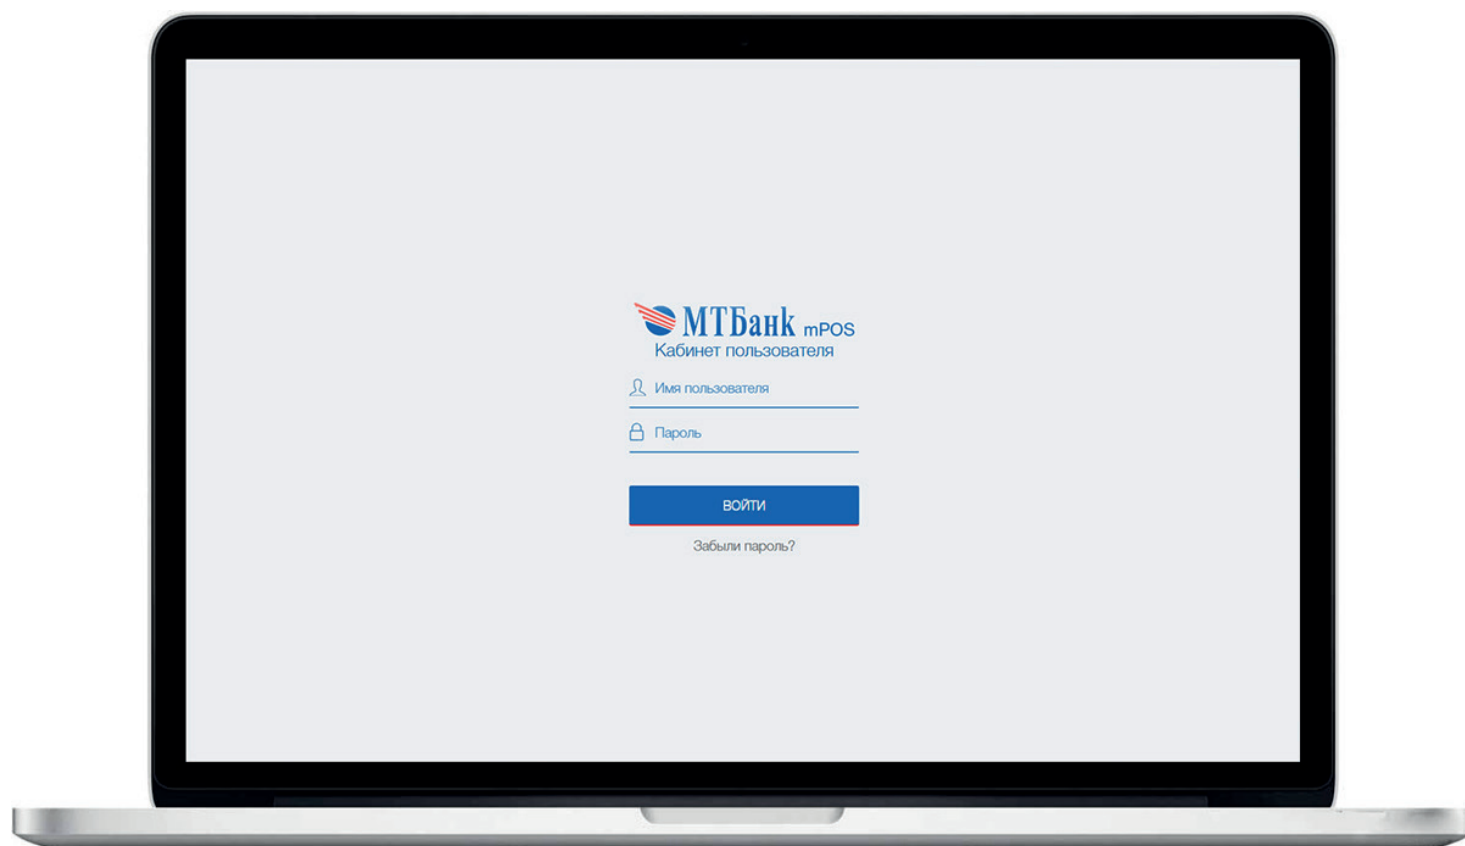 МТБанк mPOS
Кабинет пользователя
Имя пользователя
Пароль
ВОЙТИ
Забыли пароль?